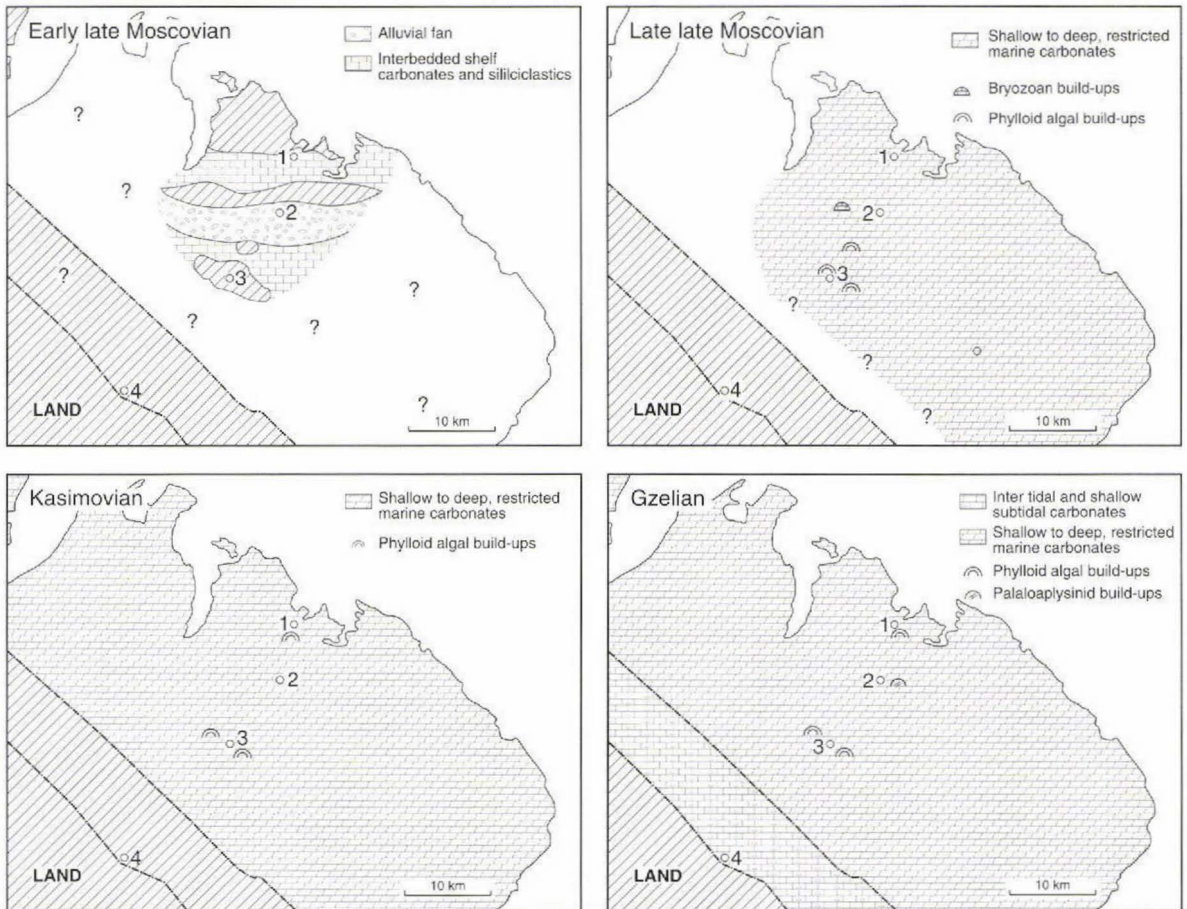 Early late Moscovian
Alluvial fan
Interbedded shelf
carbonates and sililciclastics
?
1
?
2
?
3
?
?
?
4
?
LAND
10 km
Late late Moscovian
Shallow to deep, restricted
marine carbonates
Bryozoan build-ups
Phylloid algal build-ups
1
2
3
?
?
4
?
LAND
10 km
Kasimovian
Shallow to deep, restricted
marine carbonates
Phylloid algal build-ups
1
2
3
4
LAND
10 km
Gzelian
Inter tidal and shallow
subtidal carbonates
Shallow to deep, restricted
marine carbonates
Phylloid algal build-ups
Palaloaplysinid build-ups
1
2
3
4
LAND
10 km